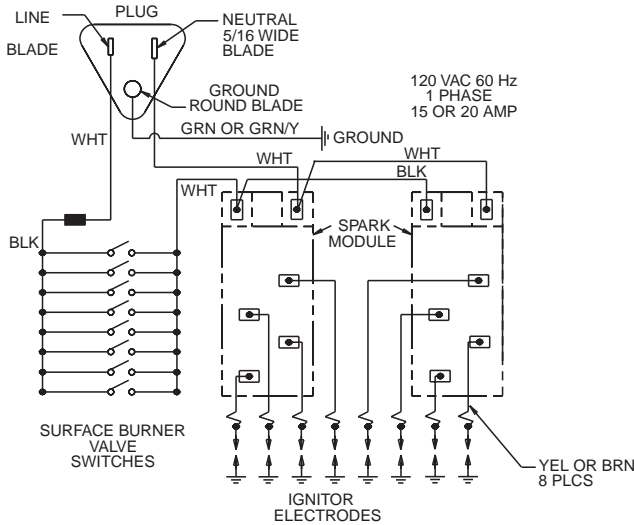 LINE
PLUG
NEUTRAL
5/16 WIDE
BLADE
BLADE
GROUND
ROUND BLADE
120 VAC 60 Hz
1 PHASE
15 OR 20 AMP
GRN OR GRN/Y
GROUND
WHT
WHT
WHT
BLK
WHT
BLK
SPARK
MODULE
SURFACE BURNER
VALVE
SWITCHES
YEL OR BRN
8 PLCS
IGNITOR
ELECTRODES